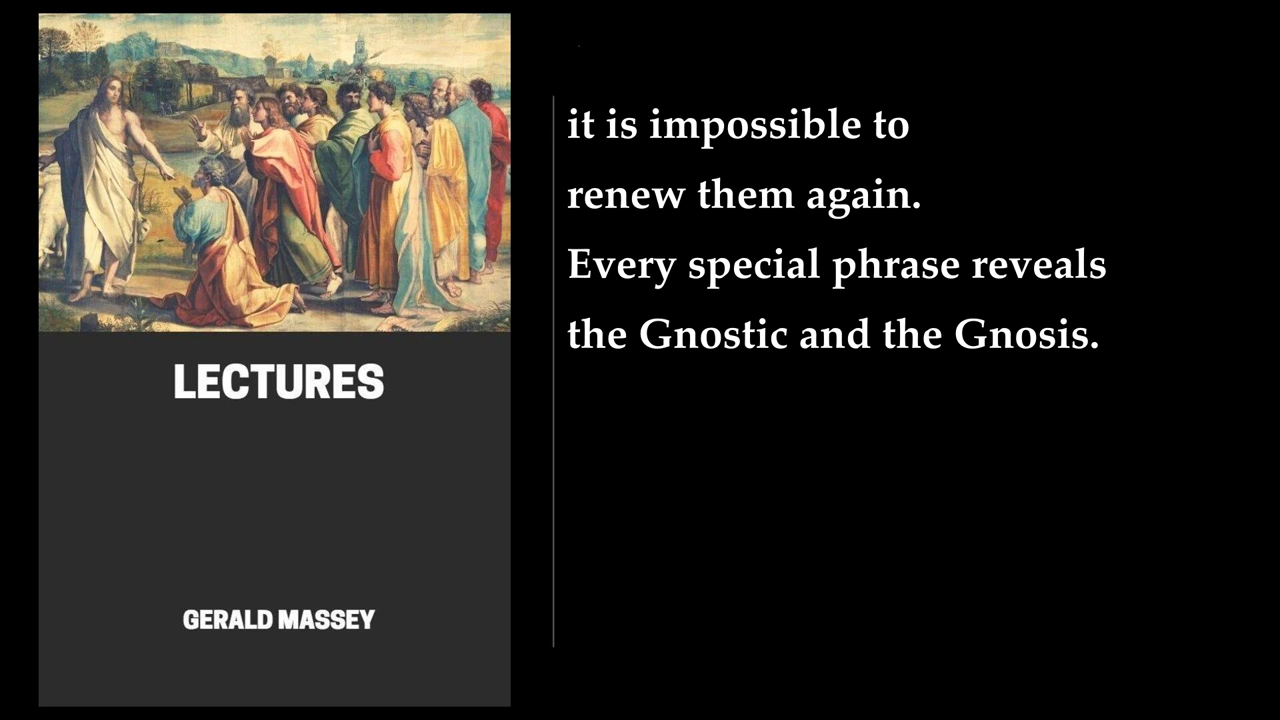 LECTURES
GERALD MASSEY
it is impossible to
renew them again.
Every special phrase reveals
the Gnostic and the Gnosis.